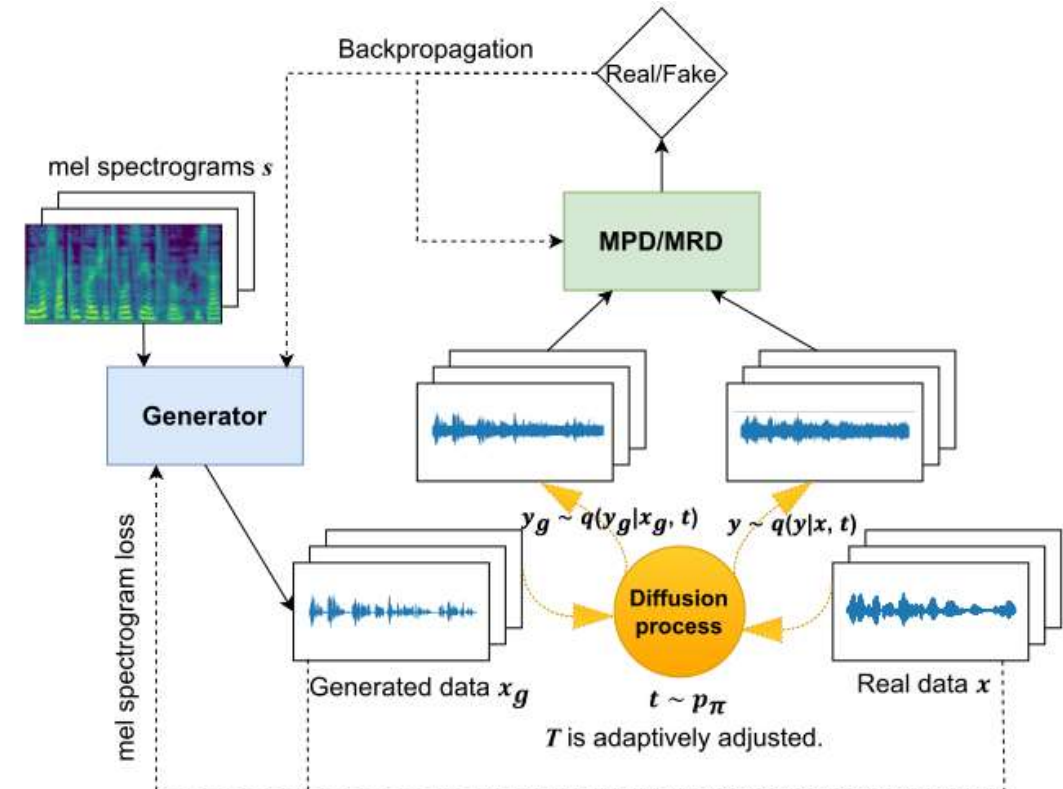 Backpropagation
Real/Fake
mel spectrograms s
MPD/MRD
Generator
y_g ~ q(y_g|x_g, t)
y ~ q(y|x, t)
mel spectrogram loss
Diffusion
process
Generated data x_g
t ~ p_π
Real data x
T is adaptively adjusted.